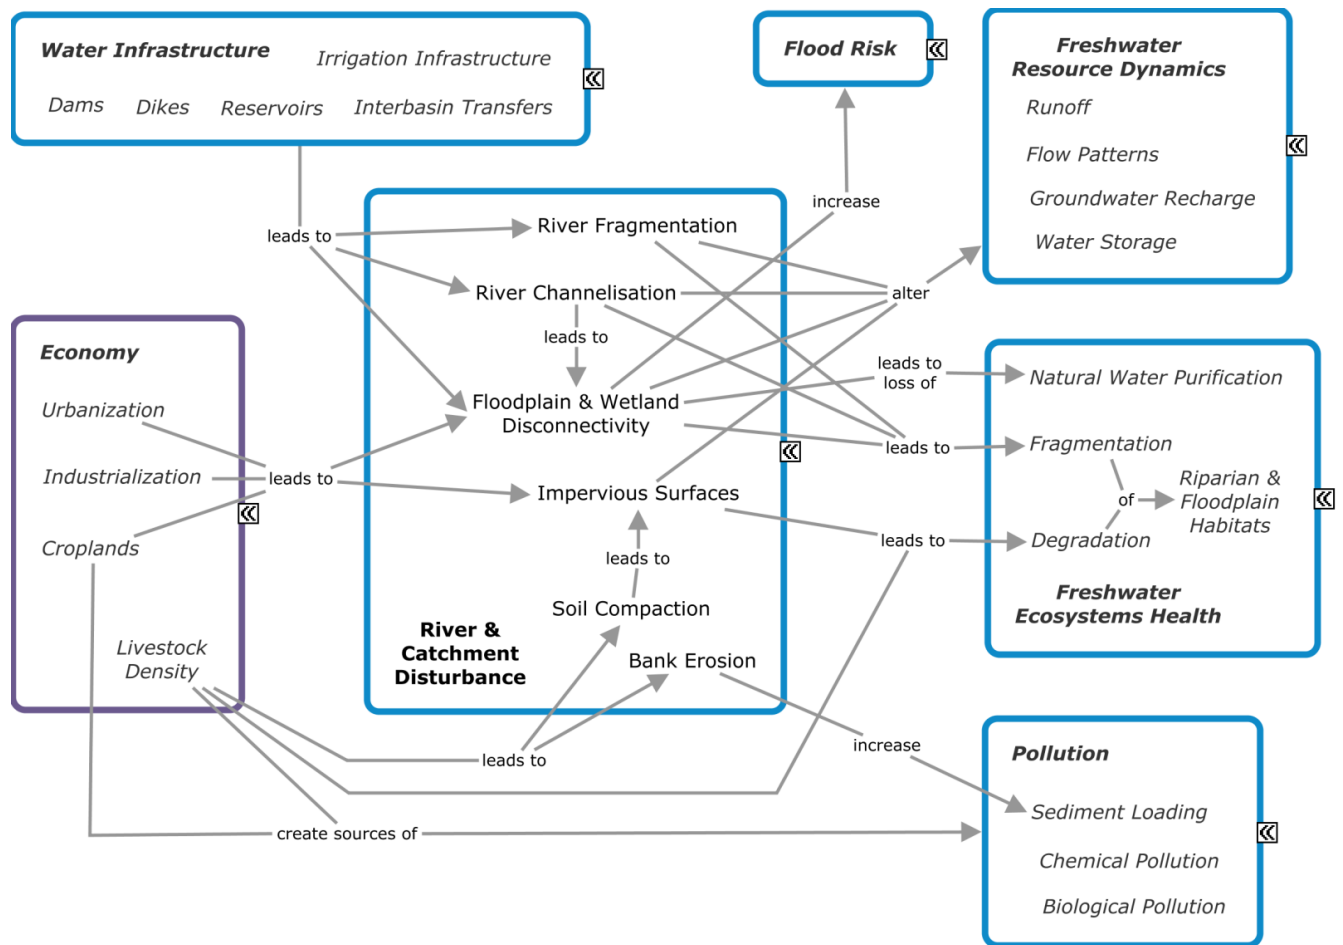 Water Infrastructure
Irrigation Infrastructure
Dams
Dikes
Reservoirs
Interbasin Transfers
Flood Risk
Freshwater
Resource Dynamics
Runoff
Flow Patterns
Groundwater Recharge
Water Storage
increase
leads to
River Fragmentation
River Channelisation
alter
leads to
Economy
Urbanization
Industrialization
Croplands
Livestock
Density
leads to
Floodplain & Wetland
Disconnectivity
Impervious Surfaces
leads to
Soil Compaction
Bank Erosion
River &
Catchment
Disturbance
leads to
loss of
Natural Water Purification
leads to
Fragmentation
of
Riparian &
Floodplain
Habitats
leads to
Degradation
Freshwater
Ecosystems Health
leads to
increase
create sources of
Pollution
Sediment Loading
Chemical Pollution
Biological Pollution